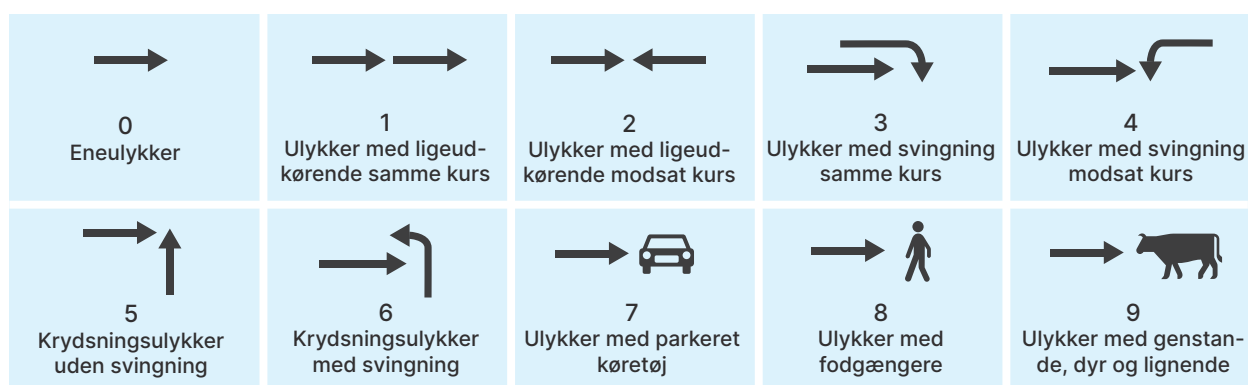 0
Eneulykker
1
Ulykker med ligeud-
kørende samme kurs
2
Ulykker med ligeud-
kørende modsat kurs
3
Ulykker med svingning
samme kurs
4
Ulykker med svingning
modsat kurs
5
Krydsningsulykker
uden svingning
6
Krydsningsulykker
med svingning
7
Ulykker med parkeret
køretøj
8
Ulykker med
fodgængere
9
Ulykker med genstan-
de, dyr og lignende